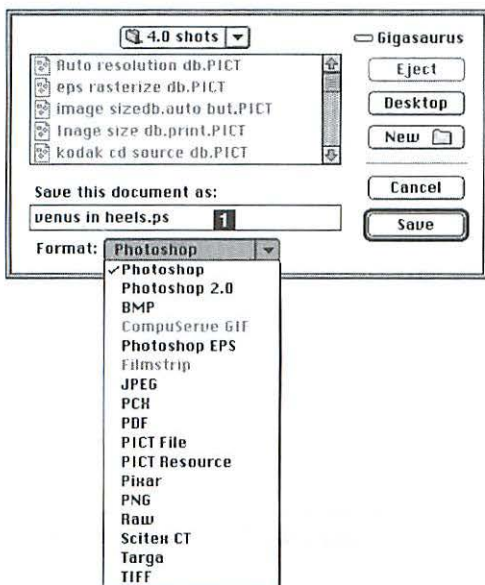 4.0 shots
Gigasaurus
Auto resolution db.PICT
eps rasterize db.PICT
image sizedb.auto but.PICT
Inage size db.print.PICT
kodak cd source db.PICT
Eject
Desktop
New
Save this document as:
Cancel
venus in heels.ps 1
Save
Format: Photoshop
✓Photoshop
Photoshop 2.0
BMP
CompuServe GIF
Photoshop EPS
Filmstrip
JPEG
PCX
PDF
PICT File
PICT Resource
Pixar
PNG
Raw
Scitex CT
Targa
TIFF